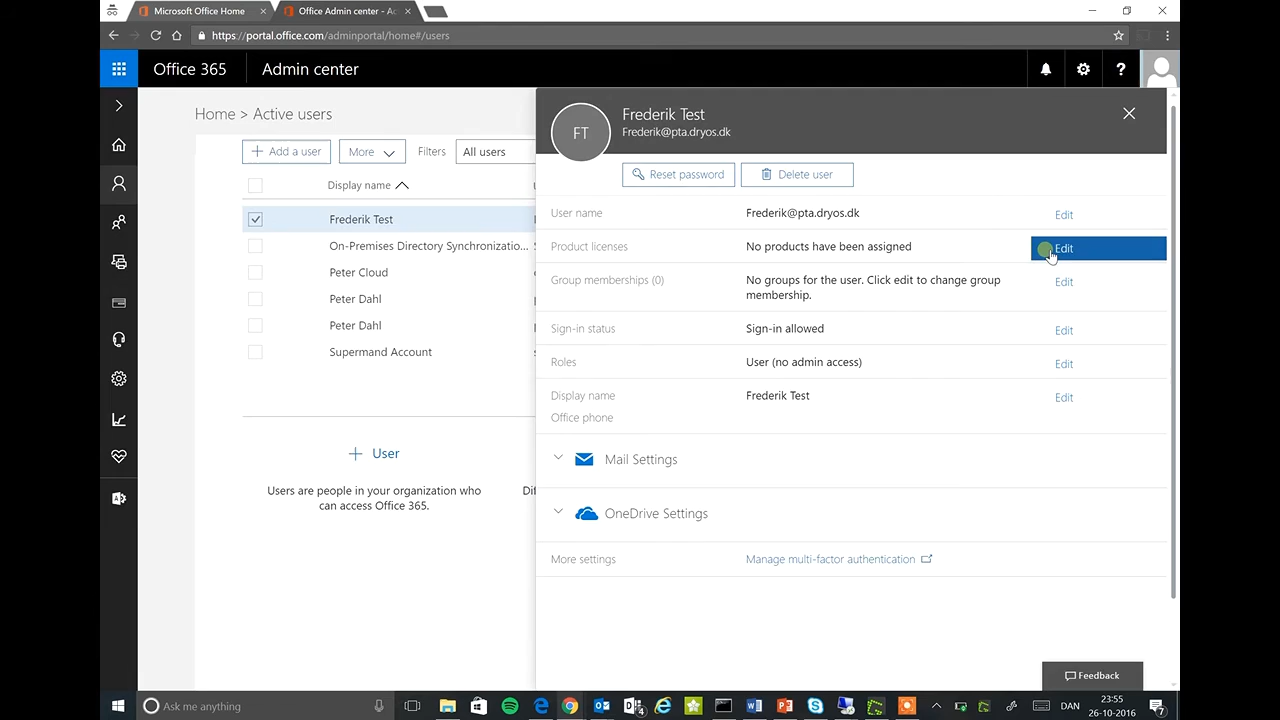 Microsoft Office Home
Office Admin center - Ac
https://portal.office.com/adminportal/home#/users
Office 365
Admin center
Home > Active users
Add a user
More
Filters
All users
Display name
Frederik Test
On-Premises Directory Synchronizatio...
Peter Cloud
Peter Dahl
Peter Dahl
Supermand Account
User
Users are people in your organization who
can access Office 365.
FT
Frederik Test
Frederik@pta.dryos.dk
Reset password
Delete user
User name
Frederik@pta.dryos.dk
Edit
Product licenses
No products have been assigned
Edit
Group memberships (0)
No groups for the user. Click edit to change group
membership.
Edit
Sign-in status
Sign-in allowed
Edit
Roles
User (no admin access)
Edit
Display name
Frederik Test
Edit
Office phone
Mail Settings
OneDrive Settings
More settings
Manage multi-factor authentication
Feedback
Ask me anything
DAN
23:55
26-10-2016